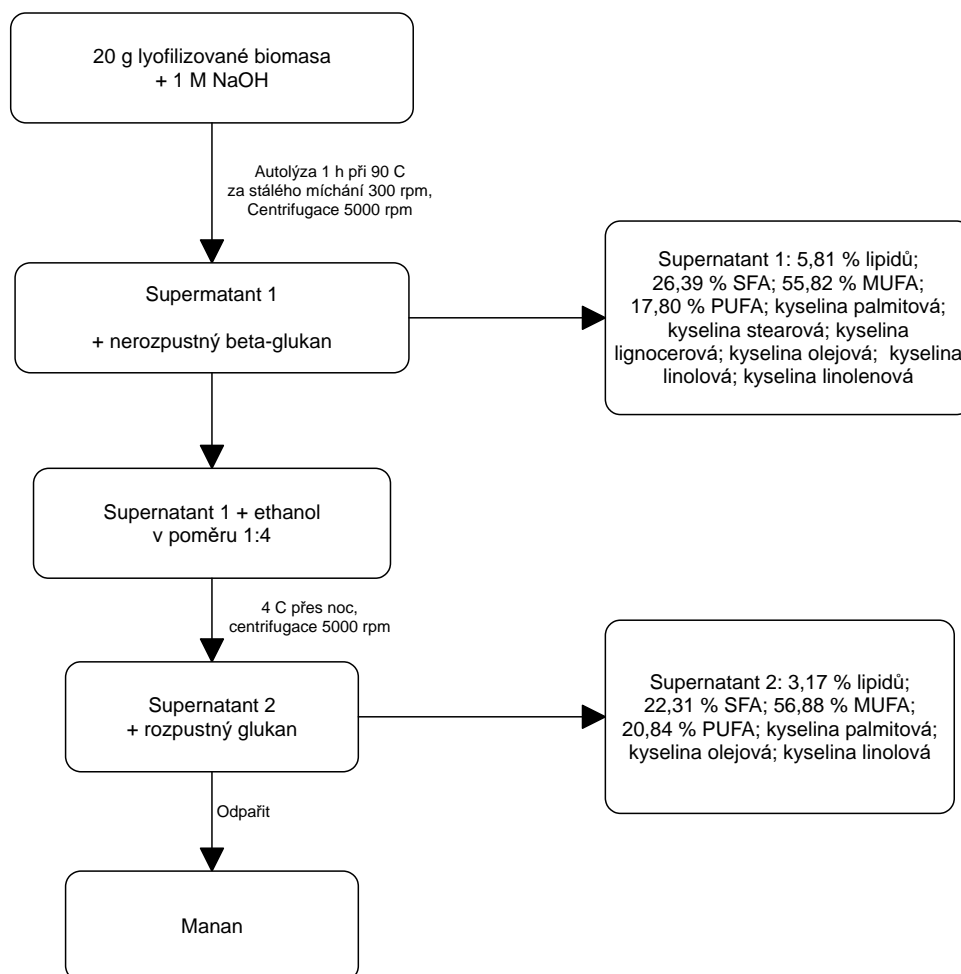 20 g lyofilizované biomasa
+ 1 M NaOH
Autolýza 1 h při 90 C
za stálého míchání 300 rpm,
Centrifugace 5000 rpm
Supermatant 1
+ nerozpustný beta-glukan
Supernatant 1: 5,81 % lipidů;
26,39 % SFA; 55,82 % MUFA;
17,80 % PUFA; kyselina palmitová;
kyselina stearová; kyselina
lignocerová; kyselina olejová; kyselina
linolová; kyselina linolenová
Supernatant 1 + ethanol
v poměru 1:4
4 C přes noc,
centrifugace 5000 rpm
Supernatant 2
+ rozpustný glukan
Supernatant 2: 3,17 % lipidů;
22,31 % SFA; 56,88 % MUFA;
20,84 % PUFA; kyselina palmitová;
kyselina olejová; kyselina linolová
Odpařit
Manan